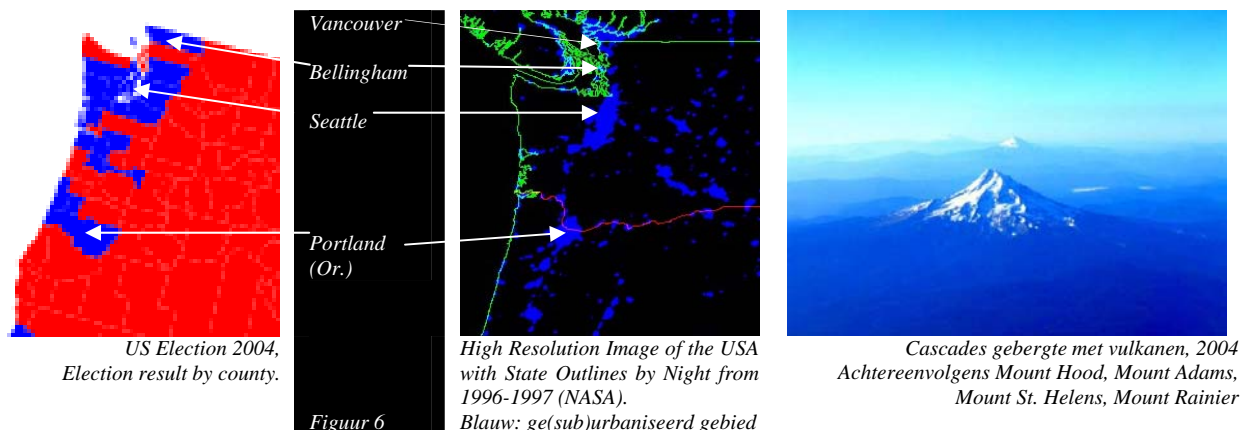 Vancouver
Bellingham
Seattle
Portland
(Or.)
Figuur 6
US Election 2004,
Election result by county.
High Resolution Image of the USA
with State Outlines by Night from
1996-1997 (NASA).
Blauw: ge(sub)urbaniseerd gebied
Cascades gebergte met vulkanen, 2004
Achtereenvolgens Mount Hood, Mount Adams,
Mount St. Helens, Mount Rainier